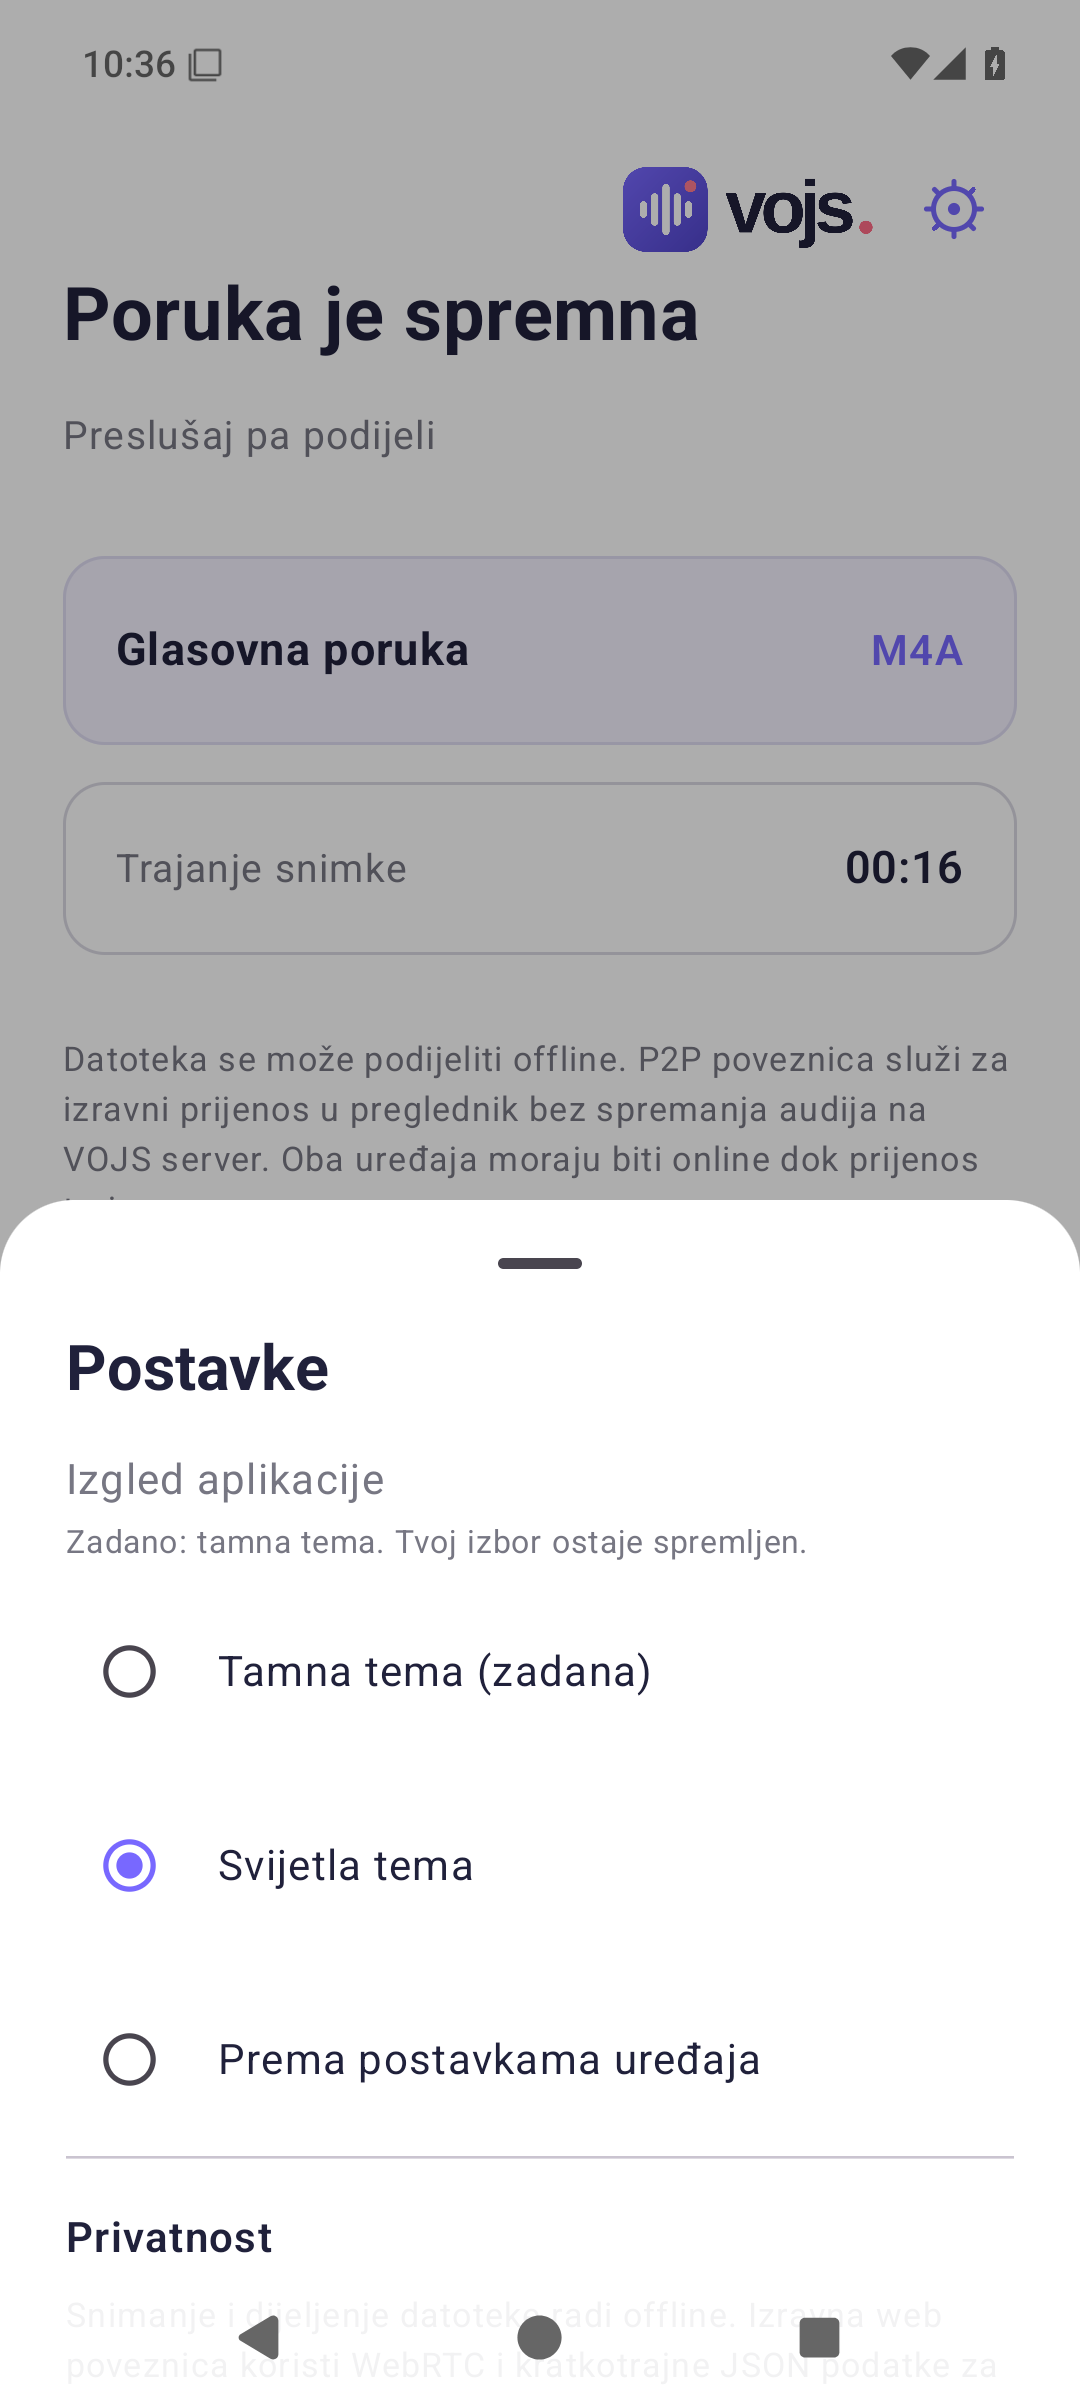 10:36
vojs.
Poruka je spremna
Preslušaj pa podijeli
Glasovna poruka
M4A
Trajanje snimke
00:16
Datoteka se može podijeliti offline. P2P poveznica služi za
izravni prijenos u preglednik bez spremanja audija na
VOJS server. Oba uređaja moraju biti online dok prijenos
Postavke
Izgled aplikacije
Zadano: tamna tema. Tvoj izbor ostaje spremljen.
Tamna tema (zadana)
Svijetla tema
Prema postavkama uređaja
Privatnost
Snimanje i dijeljenje datoteke radi offline. Izravna web
poveznica koristi WebRTC i kratkotrajne JSON podatke za